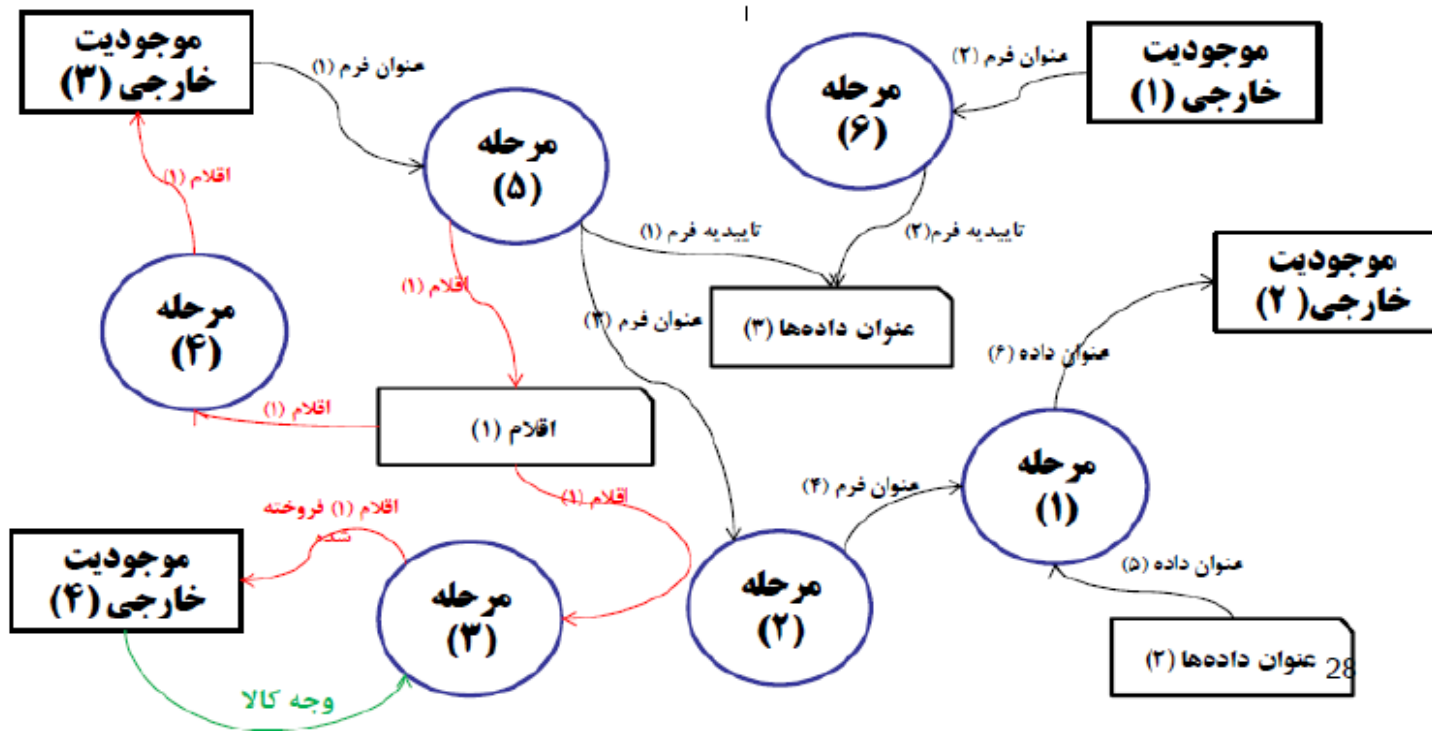 موجودیت
خارجی (۳)
عنوان فرم (۱)
مرحله
(۶)
عنوان فرم (۲)
موجودیت
خارجی (۱)
مرحله
(۵)
اقلام (۱)
تاییدیه فرم (۱)
تاییدیه فرم(۲)
موجودیت
خارجی( ۲)
مرحله
(۴)
اقلام (۱)
عنوان فرم (۳)
عنوان داده‌ها (۳)
عنوان داده (۶)
اقلام (۱)
اقلام (۱)
مرحله
(۱)
اقلام (۱)
عنوان فرم (۴)
اقلام (۱) فروخته
شده
موجودیت
خارجی (۴)
مرحله
(۳)
مرحله
(۲)
عنوان داده (۵)
عنوان داده‌ها (۲)
28
وجه کالا